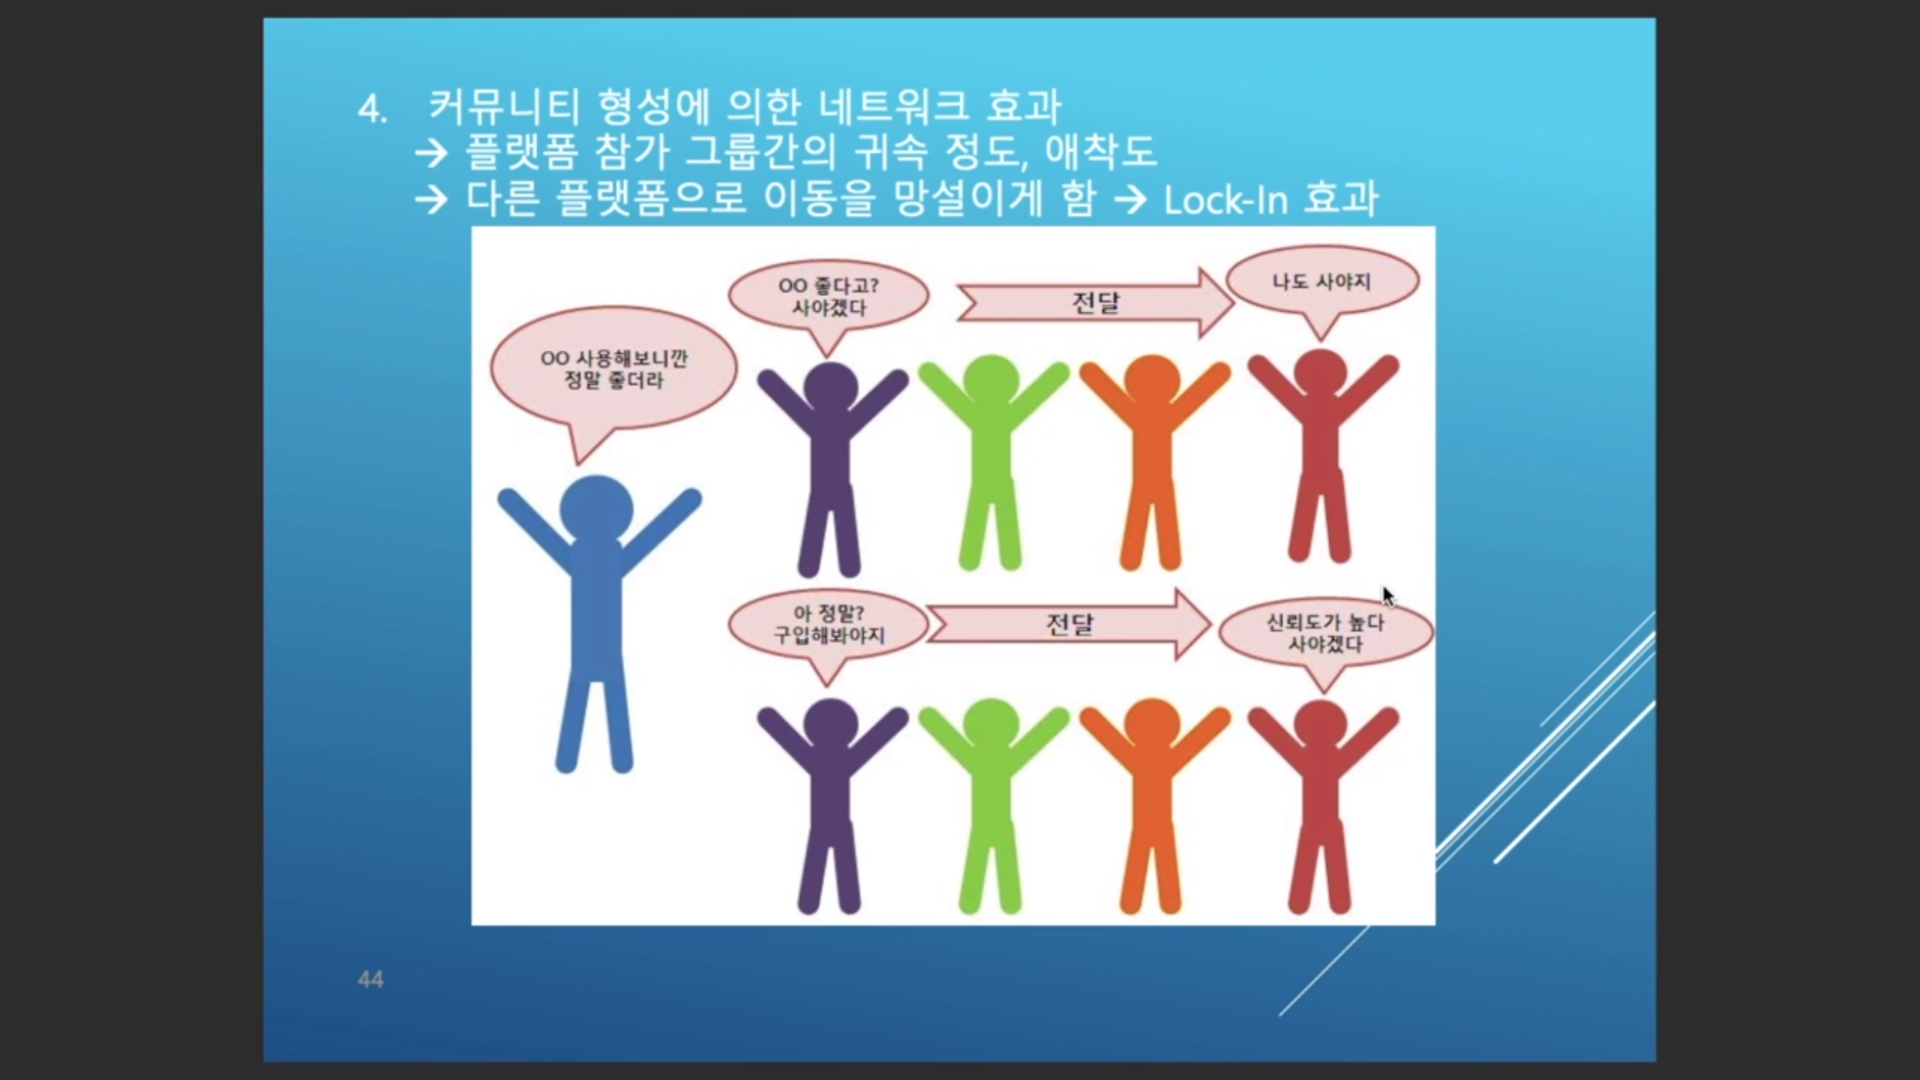 4. 커뮤니티 형성에 의한 네트워크 효과
→ 플랫폼 참가 그룹간의 귀속 정도, 애착도
→ 다른 플랫폼으로 이동을 망설이게 함 → Lock-In 효과
OO 사용해보니깐
정말 좋더라
OO 좋다고?
사야겠다
전달
나도 사야지
아 정말?
구입해봐야지
전달
신뢰도가 높다
사야겠다
44